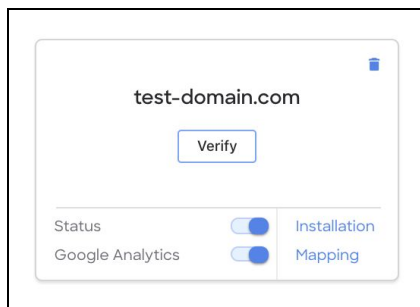 test-domain.com
Verify
Status
Installation
Google Analytics
Mapping